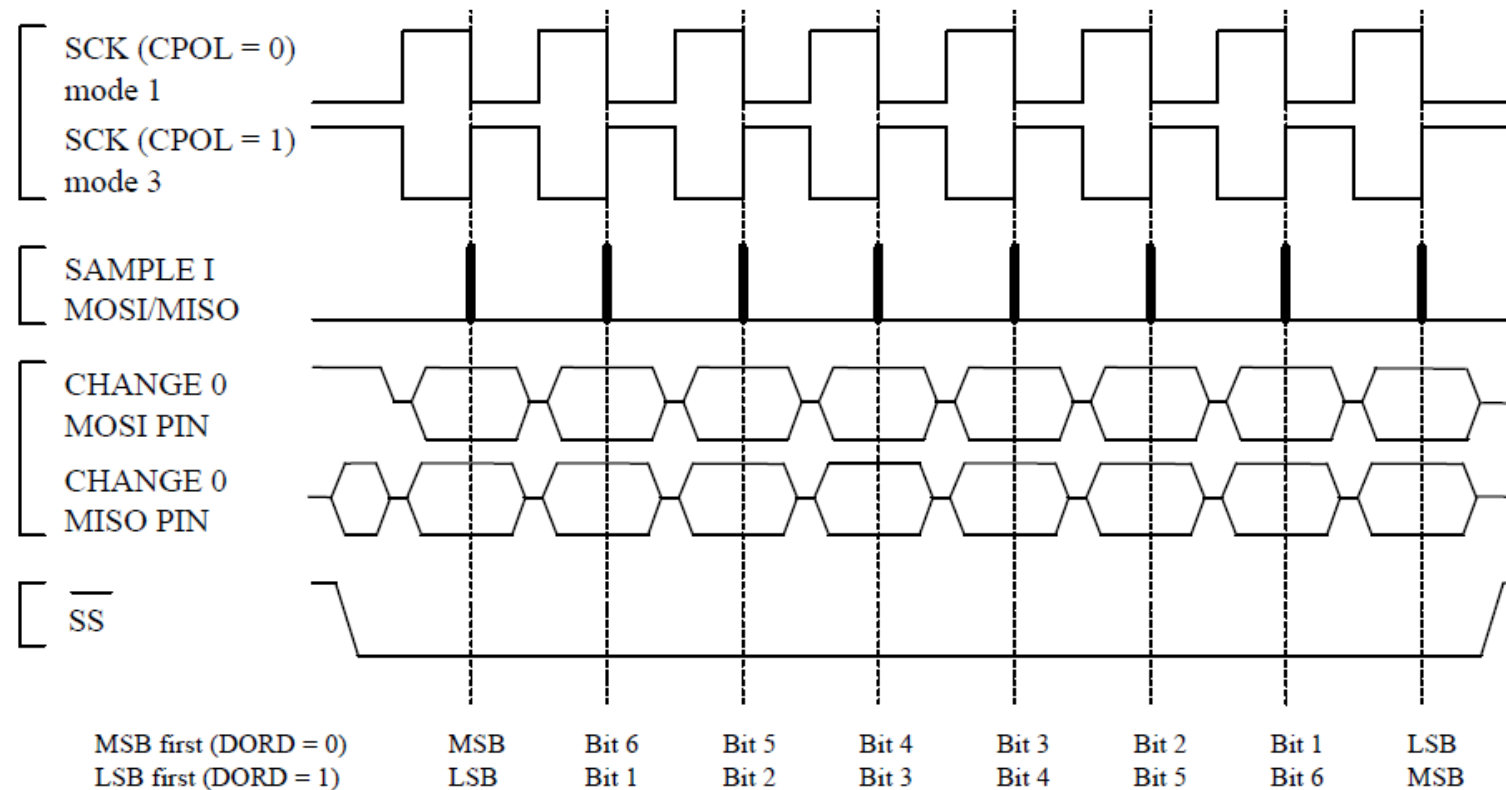 SCK (CPOL = 0)
mode 1
SCK (CPOL = 1)
mode 3
SAMPLE I
MOSI/MISO
CHANGE 0
MOSI PIN
CHANGE 0
MISO PIN
SS
MSB first (DORD = 0) MSB Bit 6 Bit 5 Bit 4 Bit 3 Bit 2 Bit 1 LSB
LSB first (DORD = 1) LSB Bit 1 Bit 2 Bit 3 Bit 4 Bit 5 Bit 6 MSB